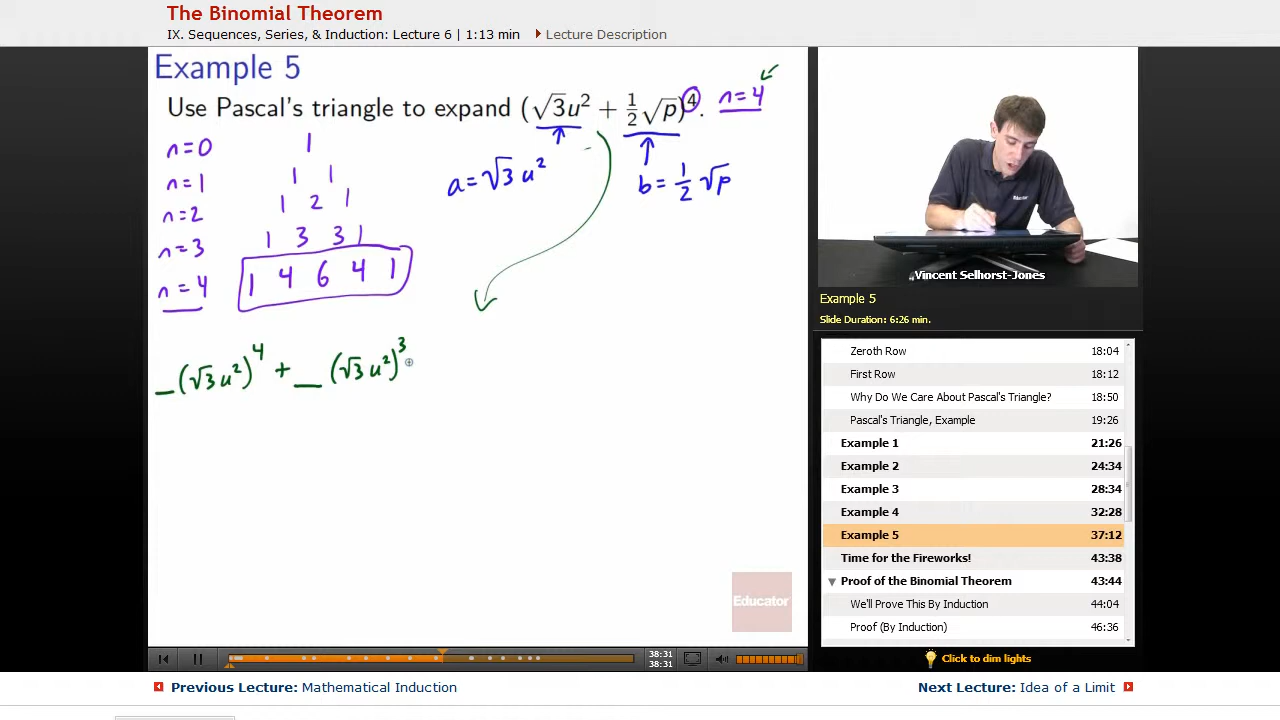 The Binomial Theorem
IX. Sequences, Series, & Induction: Lecture 6 | 1:13 min
Lecture Description
Example 5
Use Pascal's triangle to expand (√3u² + ½√p)⁴. n=4
n=0 1
n=1 1 1
n=2 1 2 1
n=3 1 3 3 1
n=4 1 4 6 4 1
a=√3 u²
b=½ √p
_(√3 u²)⁴ + _(√3 u²)³
Educator
38:31
38:31
Vincent Selhorst-Jones
Example 5
Slide Duration: 6:26 min.
Zeroth Row 18:04
First Row 18:12
Why Do We Care About Pascal's Triangle? 18:50
Pascal's Triangle, Example 19:26
Example 1 21:26
Example 2 24:34
Example 3 28:34
Example 4 32:28
Example 5 37:12
Time for the Fireworks! 43:38
Proof of the Binomial Theorem 43:44
We'll Prove This By Induction 44:04
Proof (By Induction) 46:36
Click to dim lights
Previous Lecture: Mathematical Induction
Next Lecture: Idea of a Limit